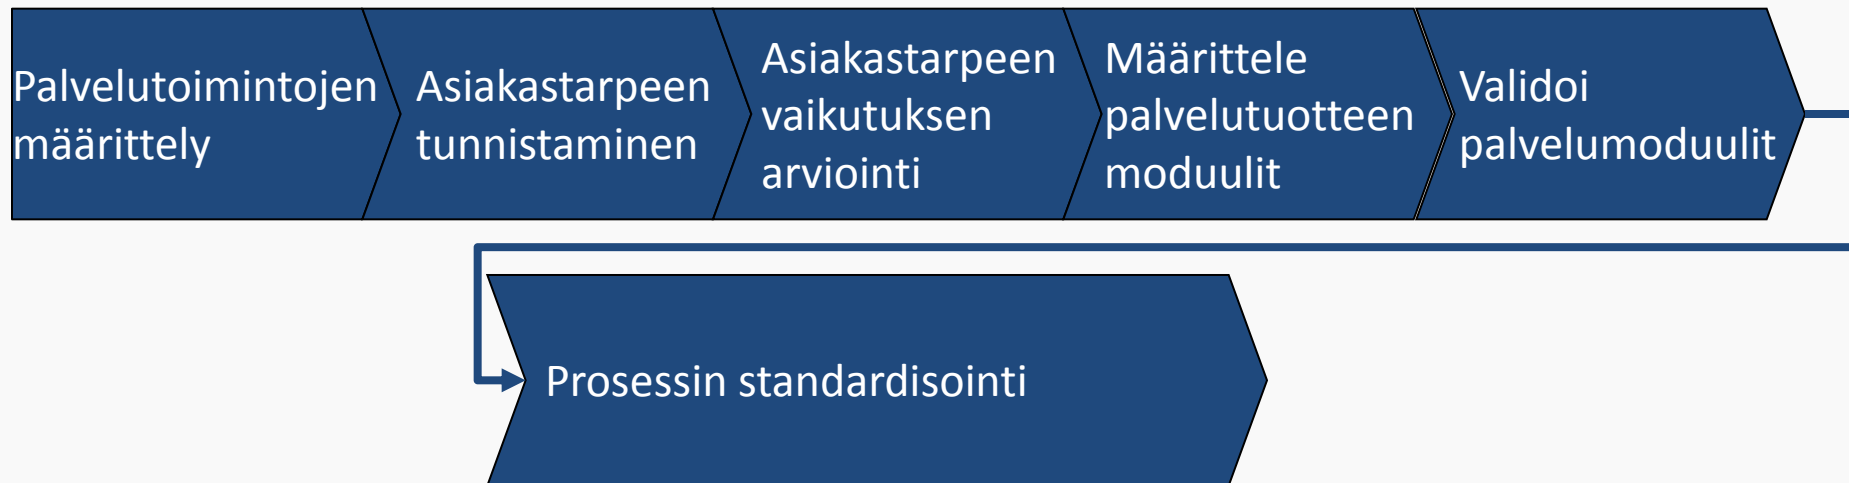 Palvelutoimintojen
määrittely
Asiakastarpeen
tunnistaminen
Asiakastarpeen
vaikutuksen
arviointi
Määrittele
palvelutuotteen
moduulit
Validoi
palvelumoduulit
Prosessin standardisointi